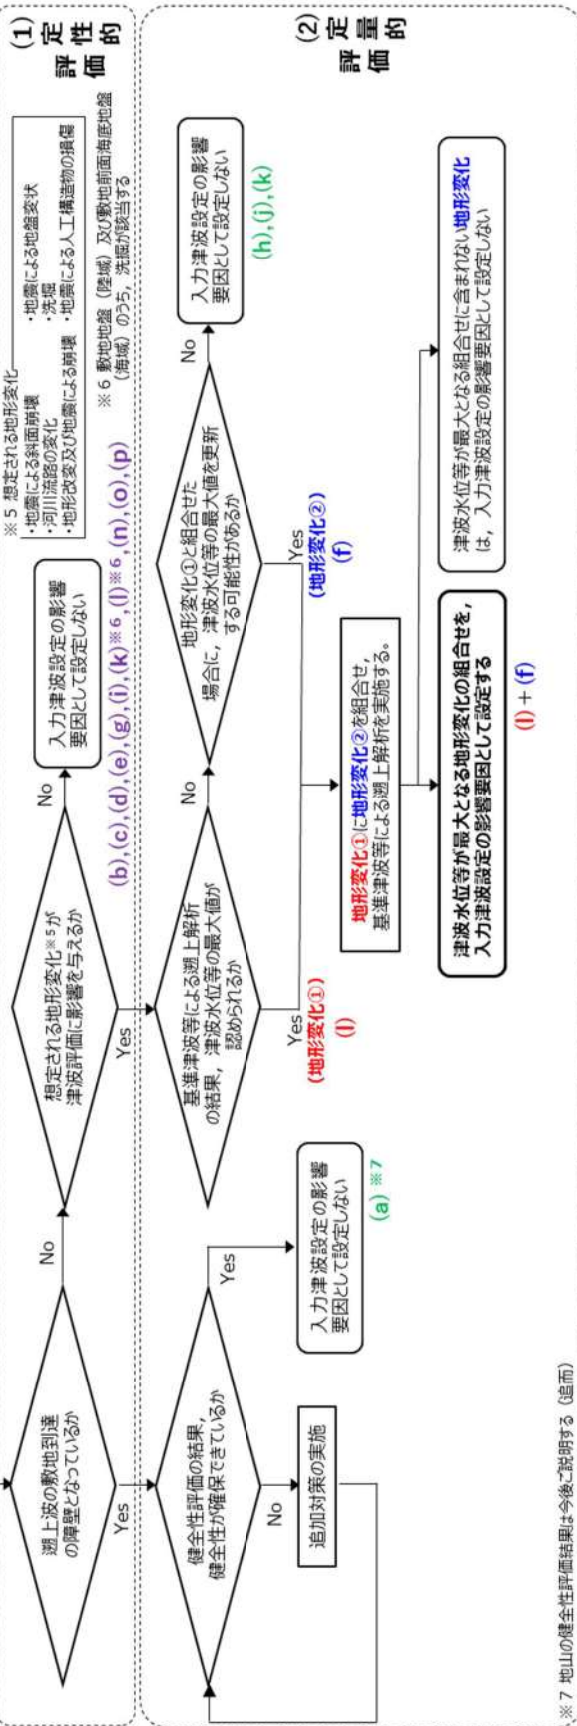 (1)
定
性
的
評
価
遡上波の敷地到達
の障壁となっているか
No
Yes
想定される地形変化※5が
津波評価に影響を与えるか
No
Yes
入力津波設定の影響
要因として設定しない
(b),(c),(d),(e),(g),(i),(k)※6,(l)※6,(n),(o),(p)
※5 想定される地形変化
・地震による斜面崩壊
・地震による地盤変状
・河川流路の変化
・洗掘
・地形改変及び地震による崩壊
・地震による人工構造物の損傷
※6 敷地地盤（陸域）及び敷地前面海底地盤
（海域）のうち，洗掘が該当する
(2)
定
量
的
評
価
健全性評価の結果，
健全性が確保できているか
Yes
No
追加対策の実施
入力津波設定の影響
要因として設定しない
(a) ※7
基準津波等による遡上解析
の結果，津波水位等の最大値が
認められるか
No
Yes
(地形変化①)
(l)
地形変化①と組合せた
場合に，津波水位等の最大値を更新
する可能性があるか
No
Yes
(地形変化②)
(f)
入力津波設定の影響
要因として設定しない
(h),(j),(k)
地形変化①に地形変化②を組合せ，
基準津波等による遡上解析を実施する。
津波水位等が最大となる地形変化の組合せを，
入力津波設定の影響要因として設定する
(l)＋(f)
津波水位等が最大となる組合せに含まれない地形変化
は，入力津波設定の影響要因として設定しない
※7 地山の健全性評価結果は今後ご説明する（追而）